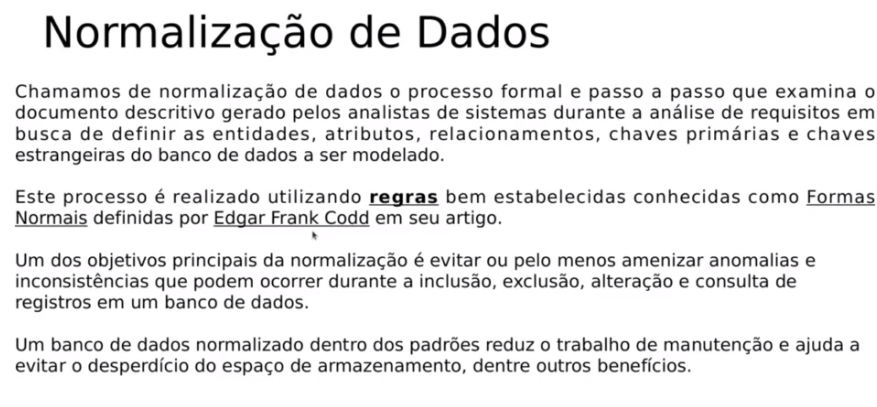 Normalização de Dados
Chamamos de normalização de dados o processo formal e passo a passo que examina o
documento descritivo gerado pelos analistas de sistemas durante a análise de requisitos em
busca de definir as entidades, atributos, relacionamentos, chaves primárias e chaves
estrangeiras do banco de dados a ser modelado.
Este processo é realizado utilizando regras bem estabelecidas conhecidas como Formas
Normais definidas por Edgar Frank Codd em seu artigo.
Um dos objetivos principais da normalização é evitar ou pelo menos amenizar anomalias e
inconsistências que podem ocorrer durante a inclusão, exclusão, alteração e consulta de
registros em um banco de dados.
Um banco de dados normalizado dentro dos padrões reduz o trabalho de manutenção e ajuda a
evitar o desperdício do espaço de armazenamento, dentre outros benefícios.